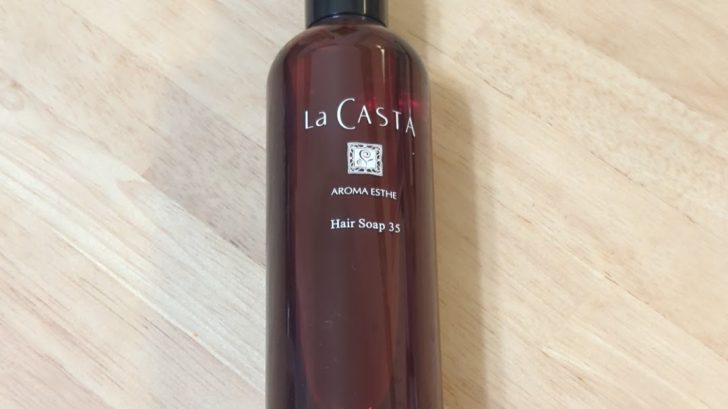 La CASTA
AROMA ESTHE
Hair Soap 35